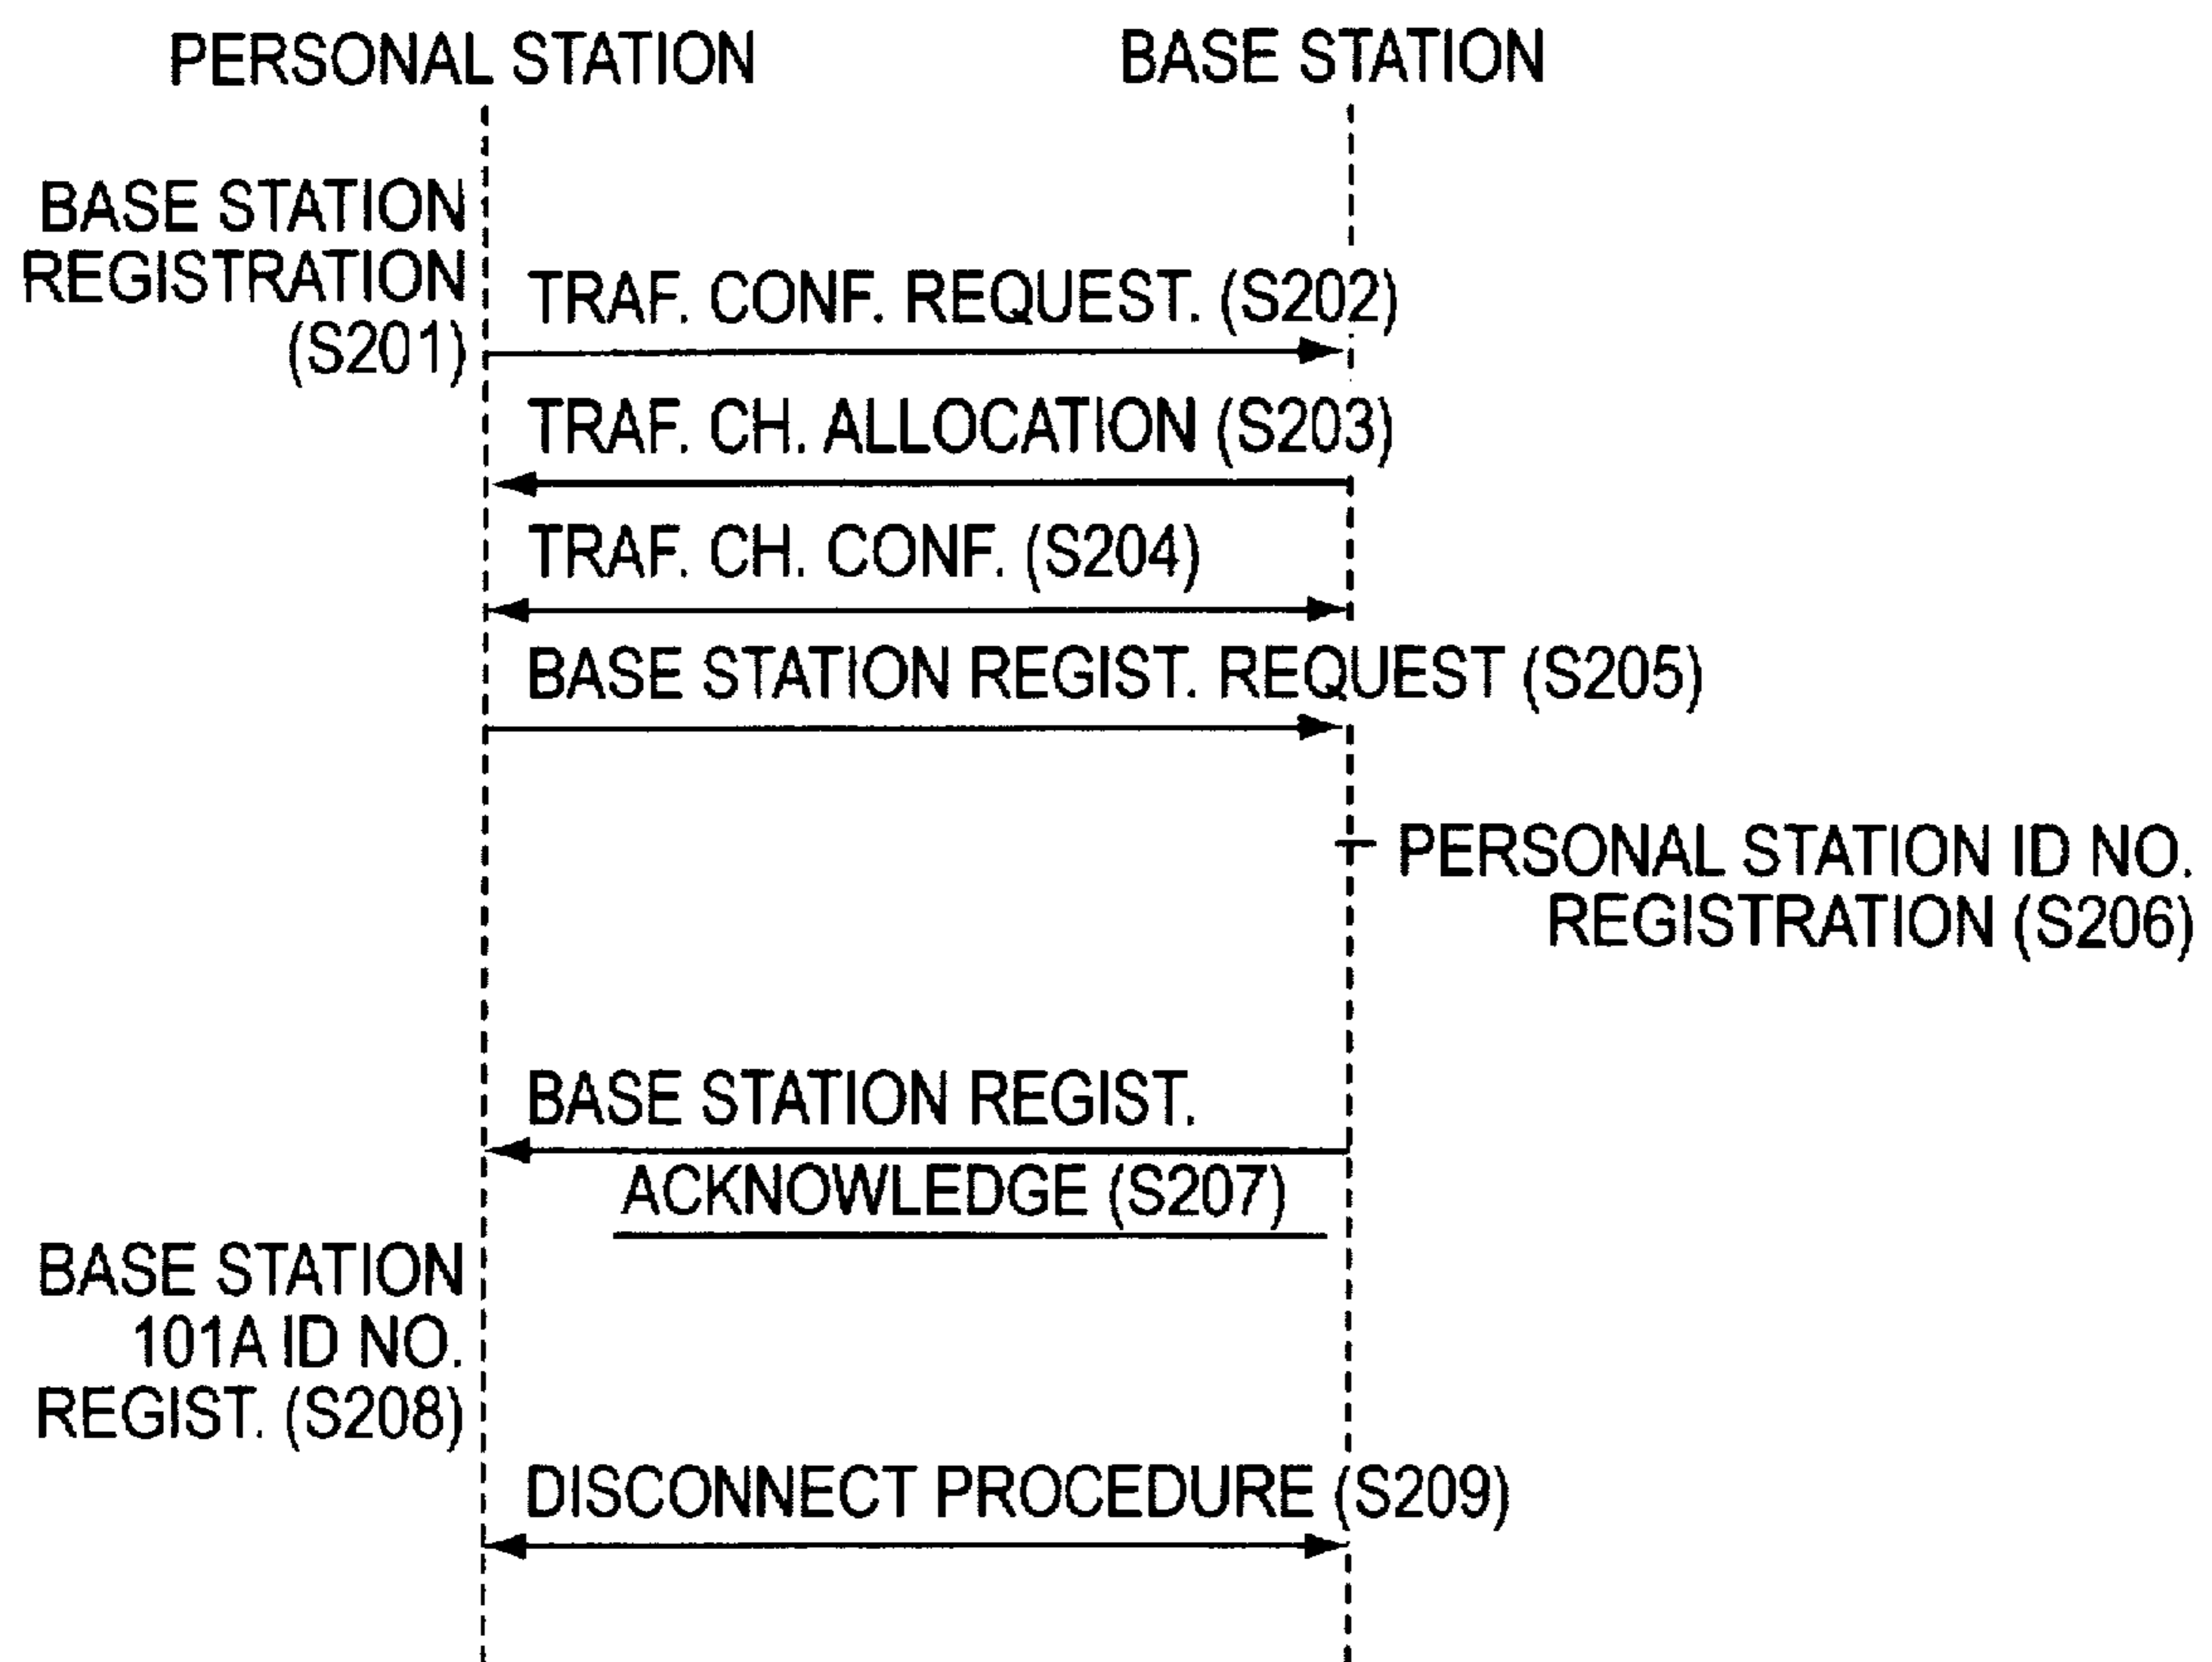 PERSONAL STATION
BASE STATION
BASE STATION
REGISTRATION
(S201)
TRAF. CONF. REQUEST. (S202)
TRAF. CH. ALLOCATION (S203)
TRAF. CH. CONF. (S204)
BASE STATION REGIST. REQUEST (S205)
PERSONAL STATION ID NO.
REGISTRATION (S206)
BASE STATION REGIST.
ACKNOWLEDGE (S207)
BASE STATION
101A ID NO.
REGIST. (S208)
DISCONNECT PROCEDURE (S209)